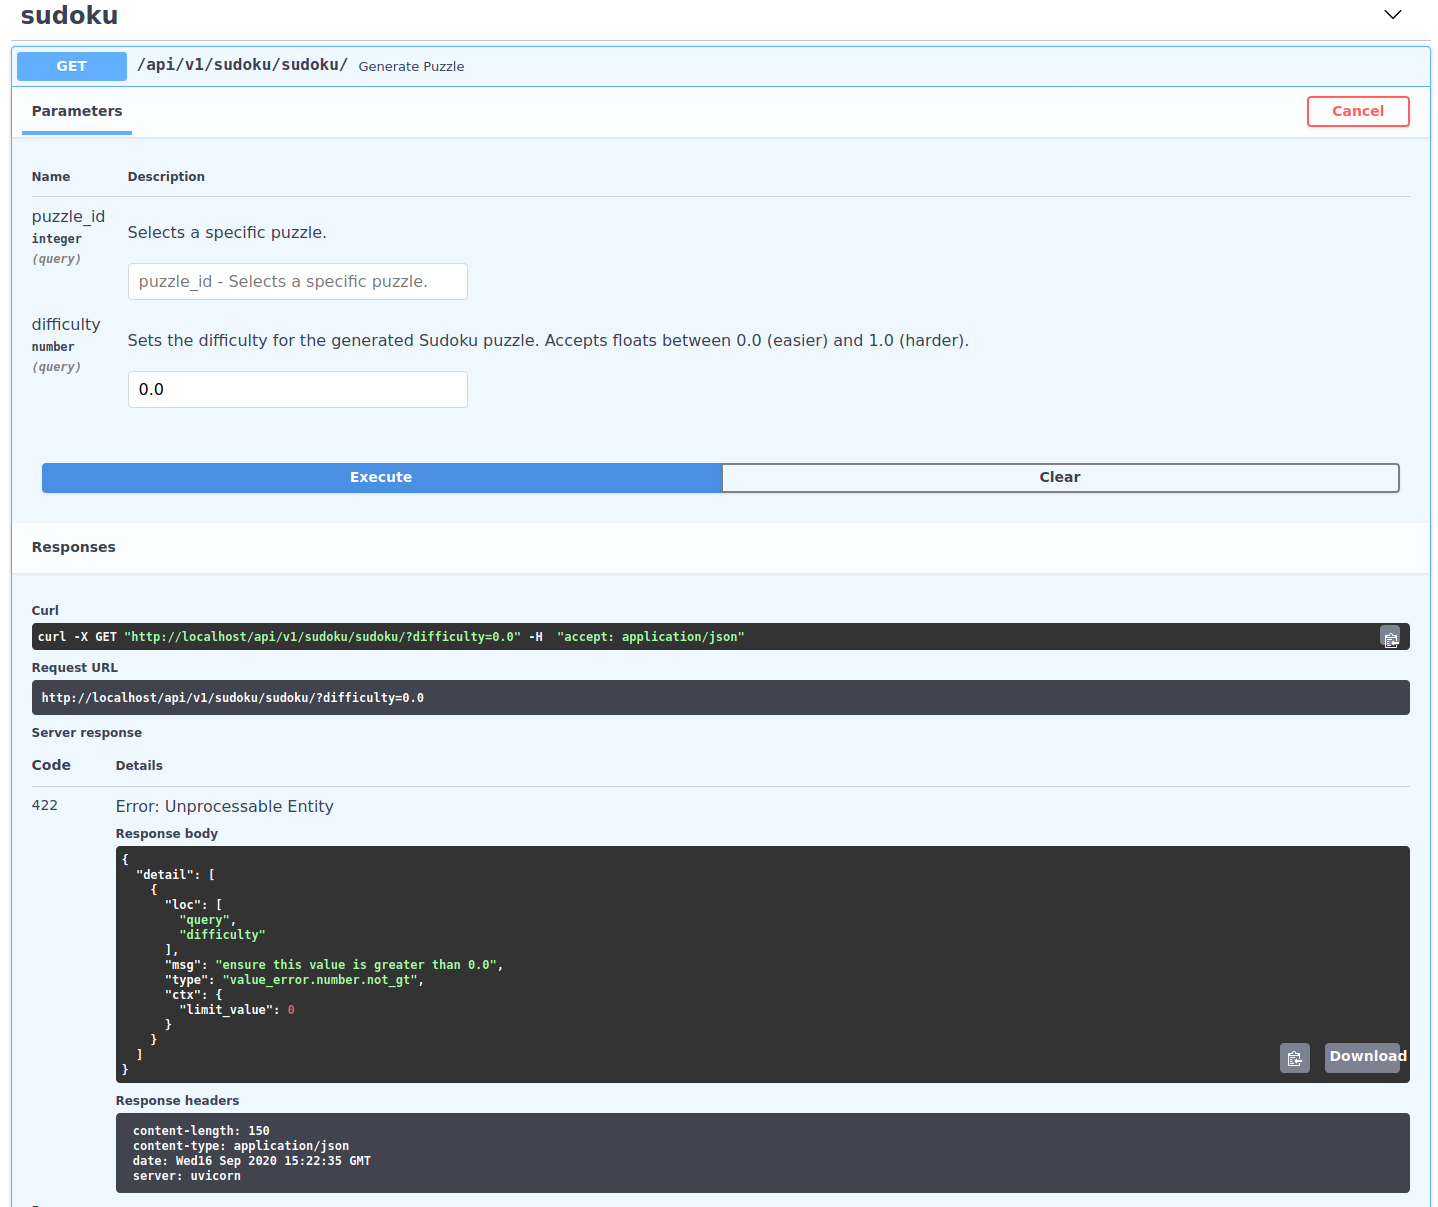 sudoku
GET /api/v1/sudoku/sudoku/ Generate Puzzle
Parameters
Cancel
Name Description
puzzle_id
integer
(query)
Selects a specific puzzle.
puzzle_id - Selects a specific puzzle.
difficulty
number
(query)
Sets the difficulty for the generated Sudoku puzzle. Accepts floats between 0.0 (easier) and 1.0 (harder).
0.0
Execute Clear
Responses
Curl
curl -X GET "http://localhost/api/v1/sudoku/sudoku/?difficulty=0.0" -H  "accept: application/json"
Request URL
http://localhost/api/v1/sudoku/sudoku/?difficulty=0.0
Server response
Code Details
422 Error: Unprocessable Entity
Response body
{
  "detail": [
    {
      "loc": [
        "query",
        "difficulty"
      ],
      "msg": "ensure this value is greater than 0.0",
      "type": "value_error.number.not_gt",
      "ctx": {
        "limit_value": 0
      }
    }
  ]
}
Download
Response headers
content-length: 150
content-type: application/json
date: Wed16 Sep 2020 15:22:35 GMT
server: uvicorn